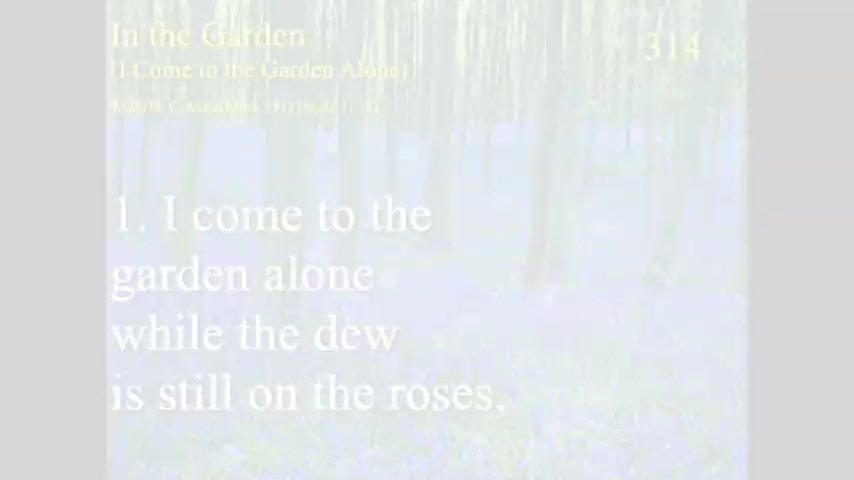 In the Garden
314
(I Come to the Garden Alone)
1. I come to the
garden alone
while the dew
is still on the roses,